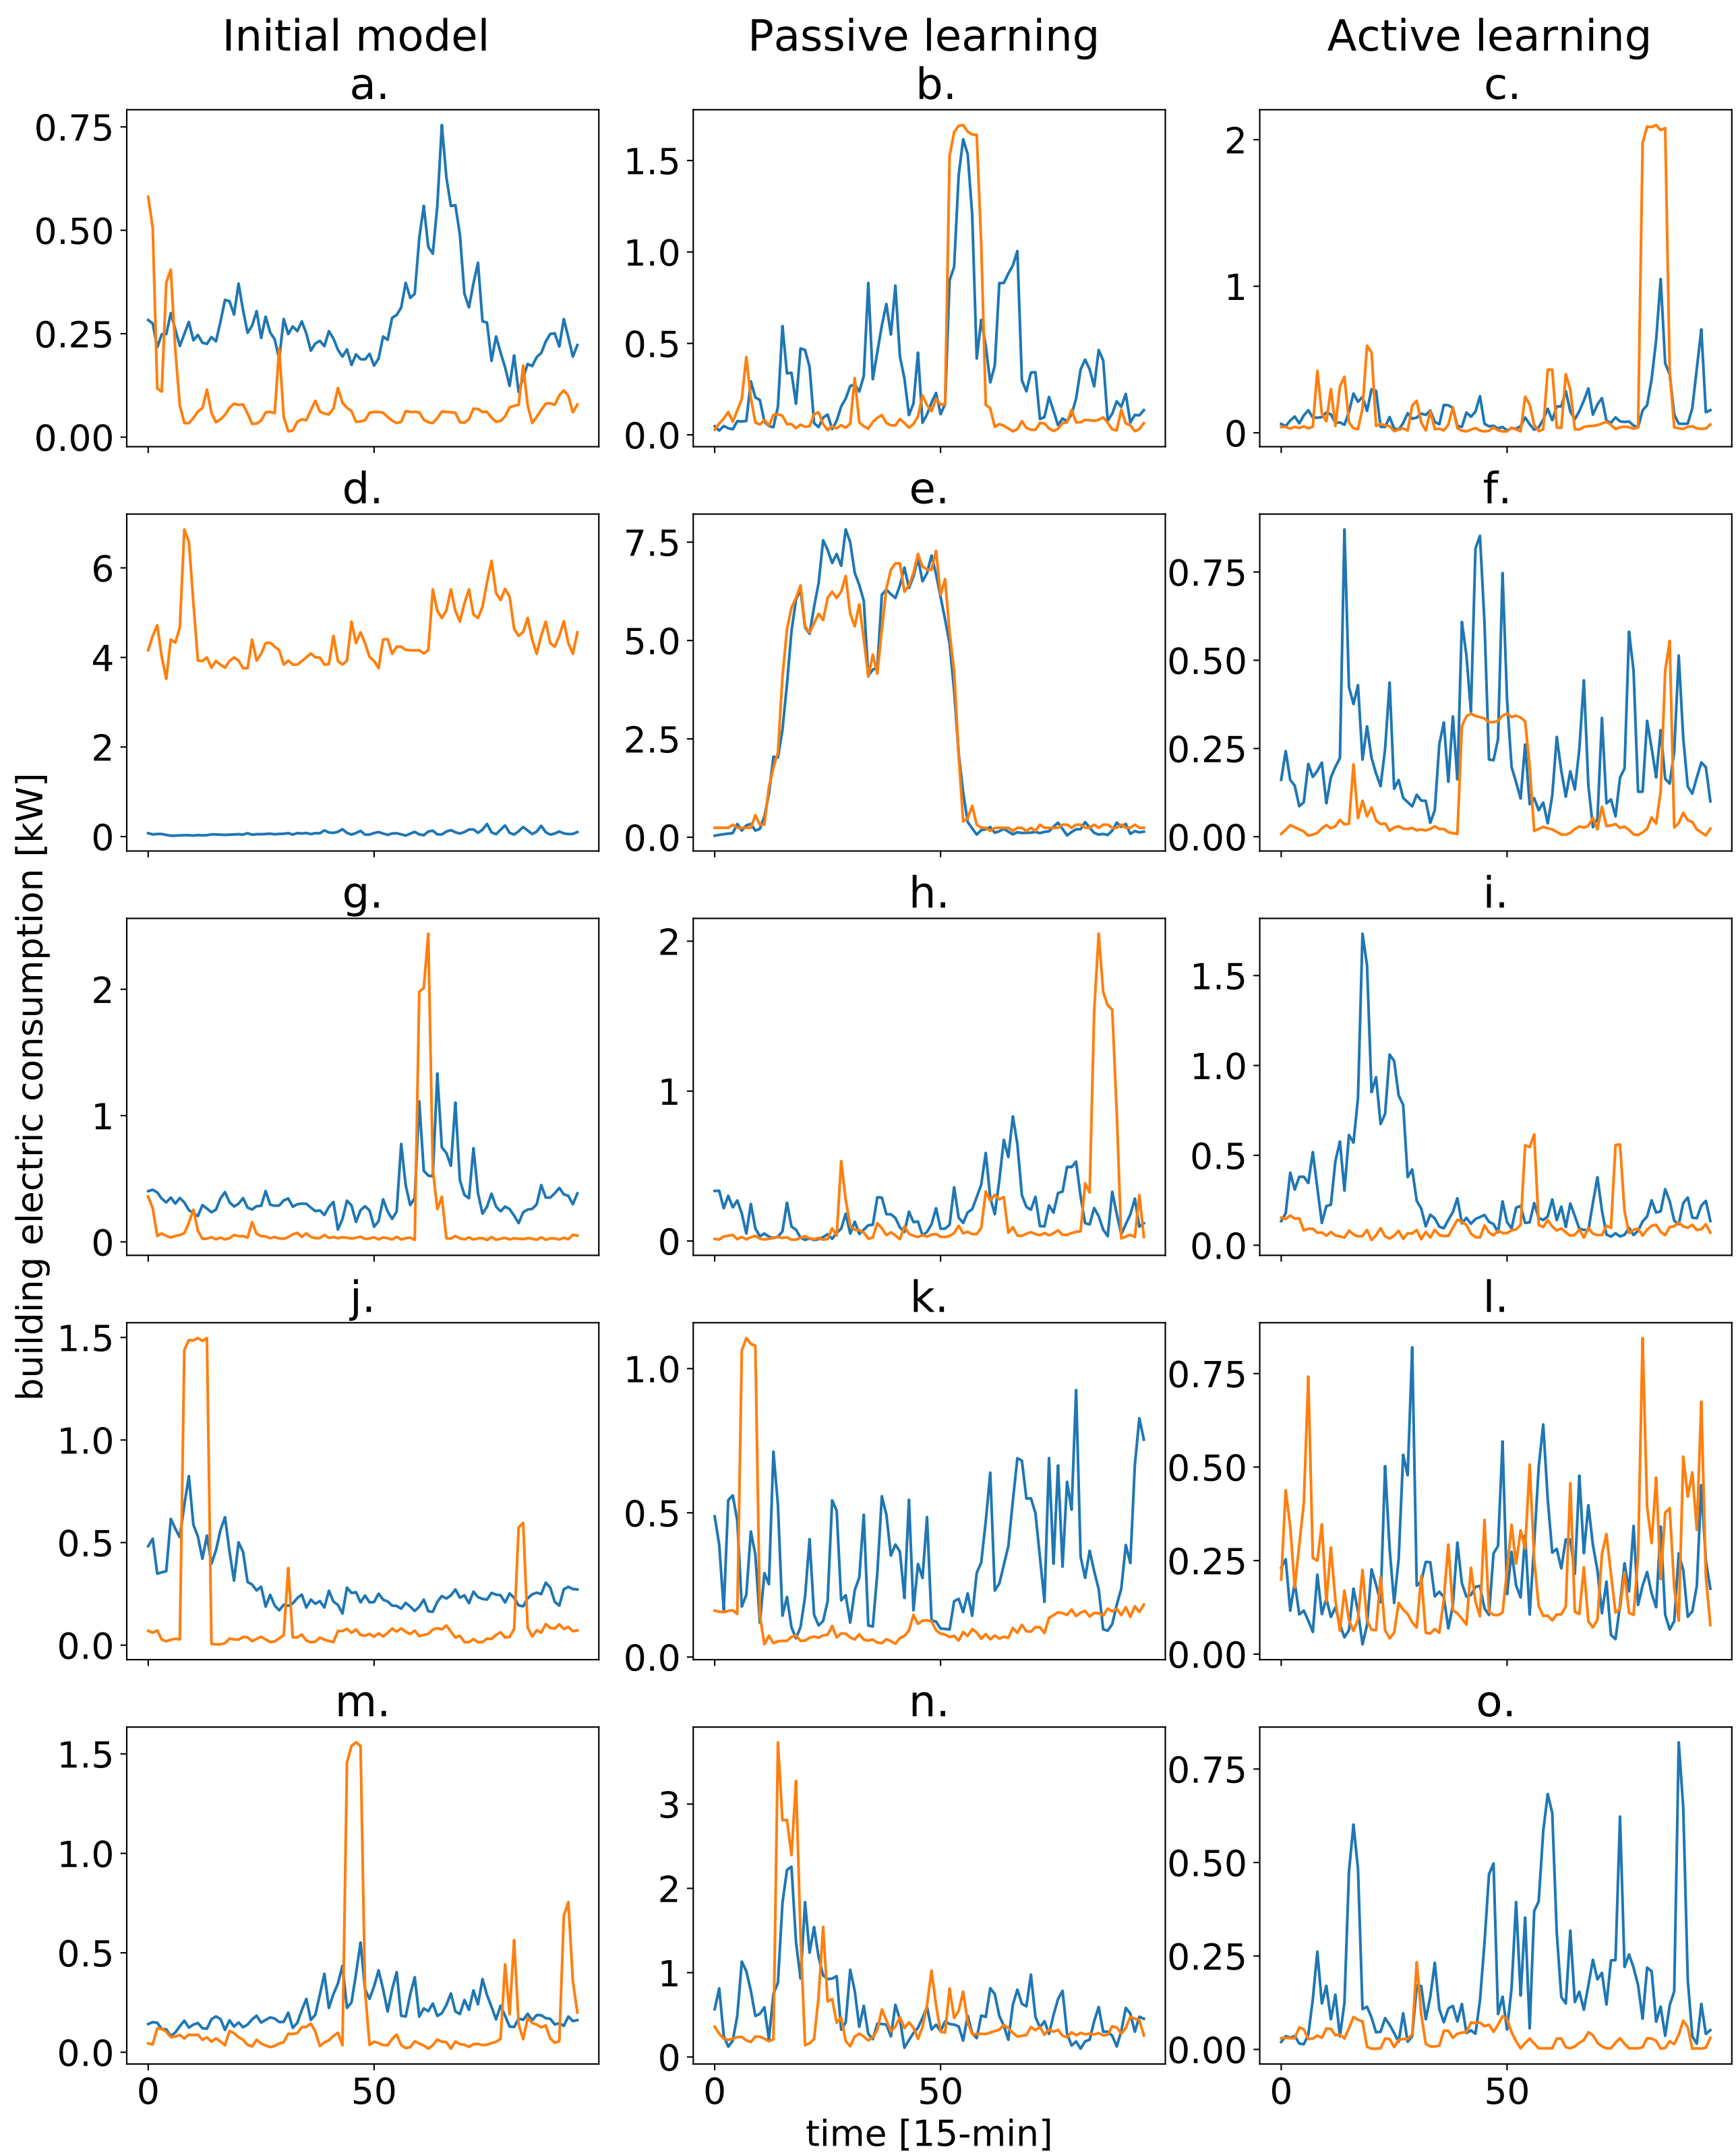 Initial model
Passive learning
Active learning
a.
b.
c.
0.75
0.50
0.25
0.00
1.5
1.0
0.5
0.0
2
1
0
d.
e.
f.
6
4
2
0
7.5
5.0
2.5
0.0
0.75
0.50
0.25
0.00
building electric consumption [kW]
g.
h.
i.
2
1
0
2
1
0
1.5
1.0
0.5
0.0
j.
k.
l.
1.5
1.0
0.5
0.0
1.0
0.5
0.0
0.75
0.50
0.25
0.00
m.
n.
o.
1.5
1.0
0.5
0.0
3
2
1
0
0.75
0.50
0.25
0.00
0 50
0 50
0 50
time [15-min]